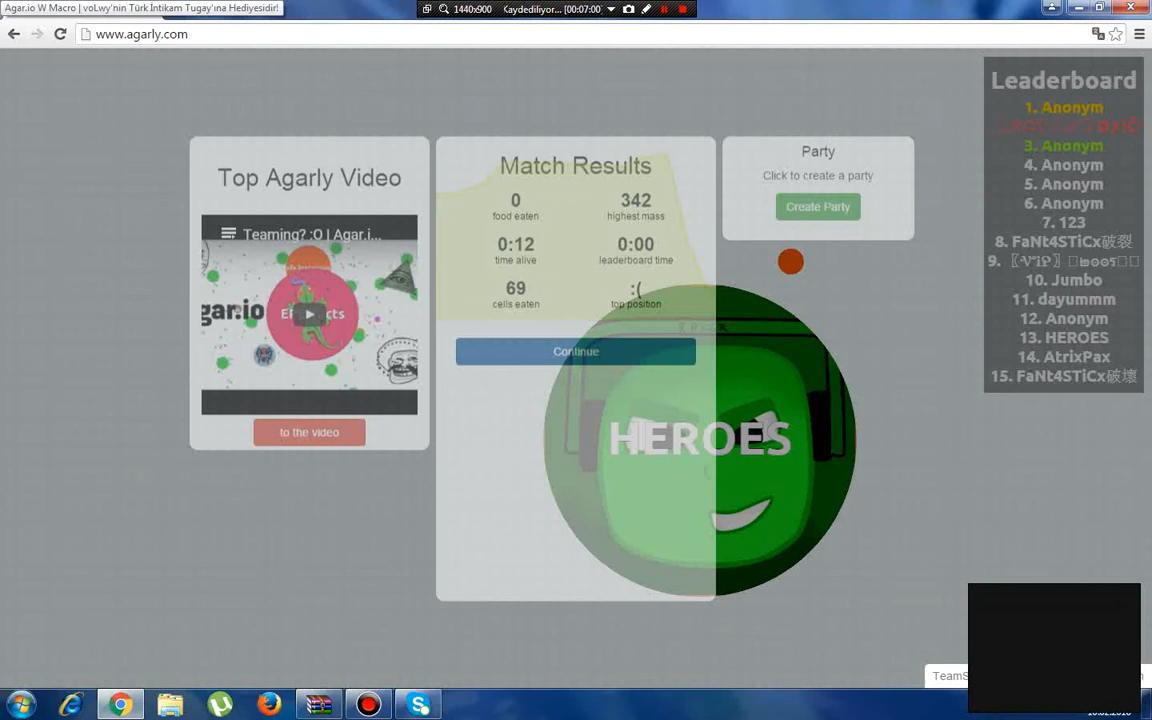 Agar.io W Macro | voLwy'nin Türk İntikam Tugay'ına Hediyesidir!
1440x900 Kaydediliyor... [00:07:00]
www.agarly.com
Leaderboard
1. Anonym
3. Anonym
4. Anonym
5. Anonym
6. Anonym
7. 123
8. FaNt4STiCx破裂
10. Jumbo
11. dayummm
12. Anonym
13. HEROES
14. AtrixPax
15. FaNt4STiCx破壞
Top Agarly Video
Teaming? :O | Agar.i...
agar.io
to the video
Match Results
0
food eaten
342
highest mass
0:12
time alive
0:00
leaderboard time
69
cells eaten
:(
top position
Continue
HEROES
Party
Click to create a party
Create Party